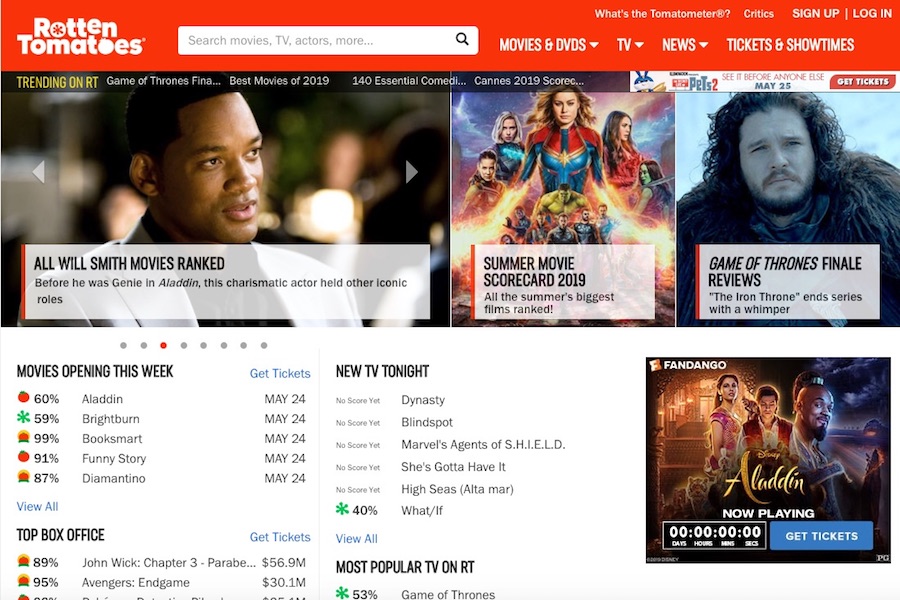 What's the Tomatometer®? Critics SIGN UP | LOG IN
Rotten
Tomatoes
Search movies, TV, actors, more...
MOVIES & DVDS TV NEWS TICKETS & SHOWTIMES
TRENDING ON RT Game of Thrones Fina... Best Movies of 2019 140 Essential Comedi... Cannes 2019 Scorec...
PETS2
SEE IT BEFORE ANYONE ELSE
MAY 25
GET TICKETS
ALL WILL SMITH MOVIES RANKED
Before he was Genie in Aladdin, this charismatic actor held other iconic
roles
SUMMER MOVIE
SCORECARD 2019
All the summer's biggest
films ranked!
GAME OF THRONES FINALE
REVIEWS
"The Iron Throne" ends series
with a whimper
MOVIES OPENING THIS WEEK Get Tickets
60% Aladdin MAY 24
59% Brightburn MAY 24
99% Booksmart MAY 24
91% Funny Story MAY 24
87% Diamantino MAY 24
View All
TOP BOX OFFICE Get Tickets
89% John Wick: Chapter 3 - Parabe... $56.9M
95% Avengers: Endgame $30.1M
NEW TV TONIGHT
No Score Yet Dynasty
No Score Yet Blindspot
No Score Yet Marvel's Agents of S.H.I.E.L.D.
No Score Yet She's Gotta Have It
No Score Yet High Seas (Alta mar)
40% What/If
View All
MOST POPULAR TV ON RT
53% Game of Thrones
FANDANGO
Disney
Aladdin
NOW PLAYING
00:00:00:00
DAYS HOURS MINS SECS
GET TICKETS
©2019 DISNEY
PG